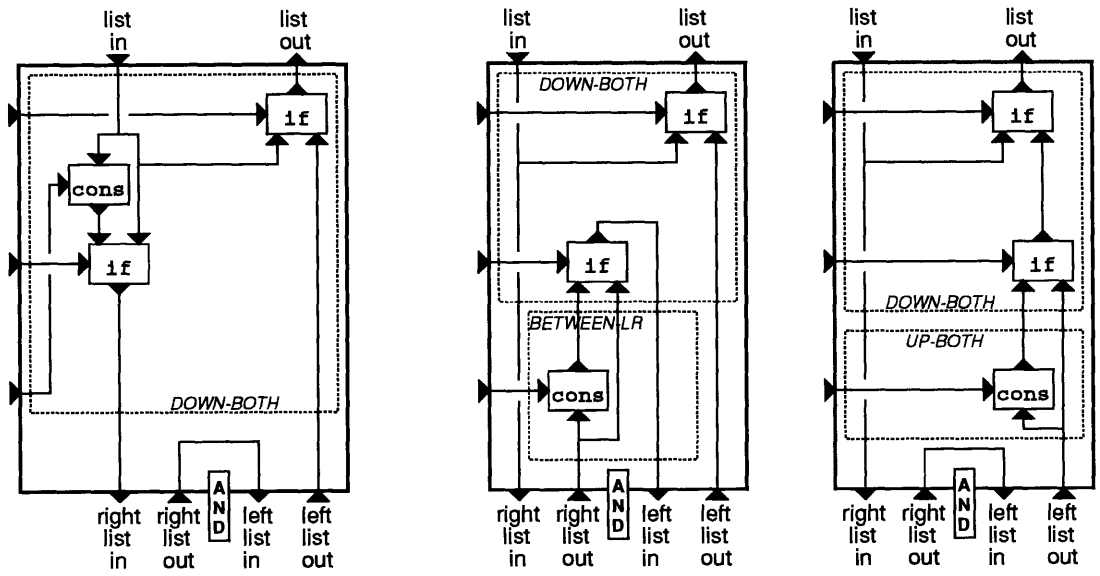 list in
list out
if
cons
if
DOWN-BOTH
right list in
right list out
AND
left list in
left list out
list in
list out
DOWN-BOTH
if
if
BETWEEN-LR
cons
right list in
right list out
AND
left list in
left list out
list in
list out
if
if
DOWN-BOTH
UP-BOTH
cons
right list in
right list out
AND
left list in
left list out